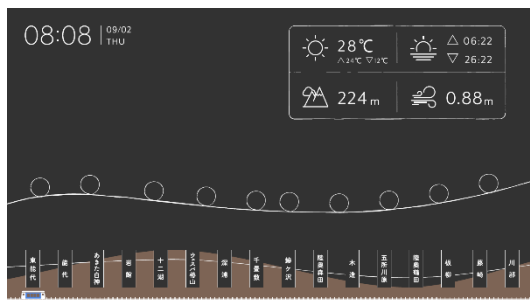 08:08
09/02
THU
28℃
△24℃ ▽12℃
△ 06:22
▽ 26:22
224m
0.88m
東能代
能代
あきた白神
岩館
十二湖
ウェスパ椿山
深浦
千畳敷
鰺ヶ沢
陸奥森田
木造
五所川原
陸奥鶴田
板柳
藤崎
川部